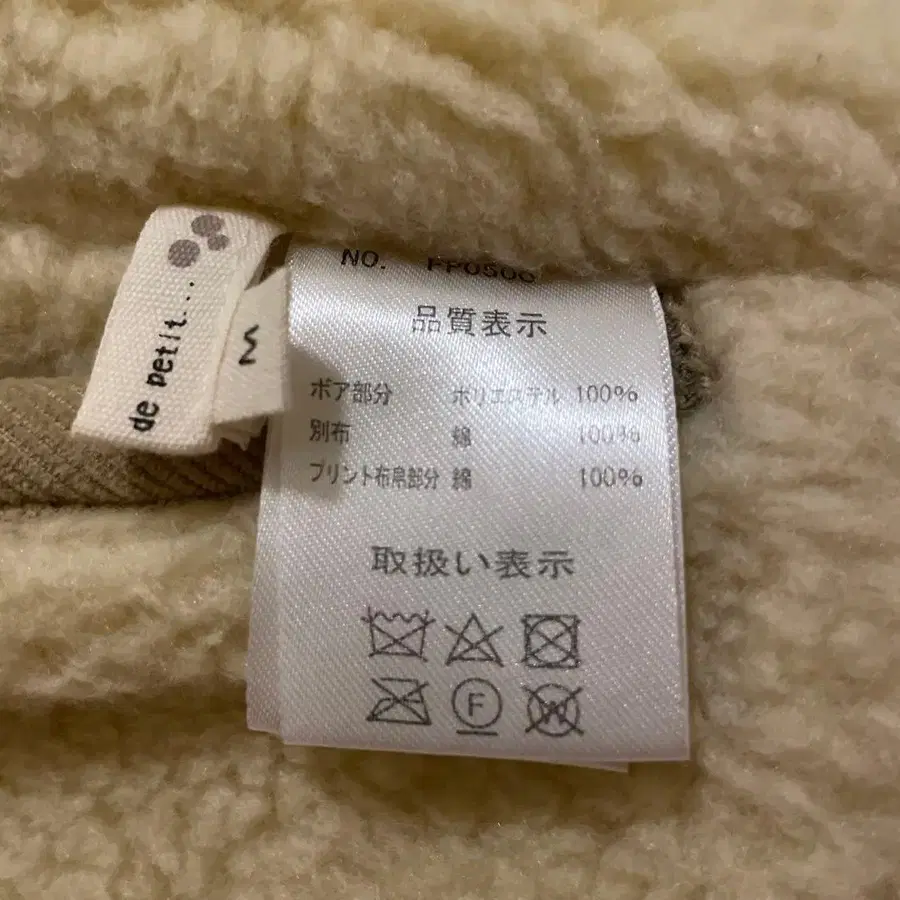 de petit...
M
NO.
品質表示
ボア部分 ポリエステル 100%
別布 綿 100%
プリント布帛部分 綿 100%
取扱い表示
F
W